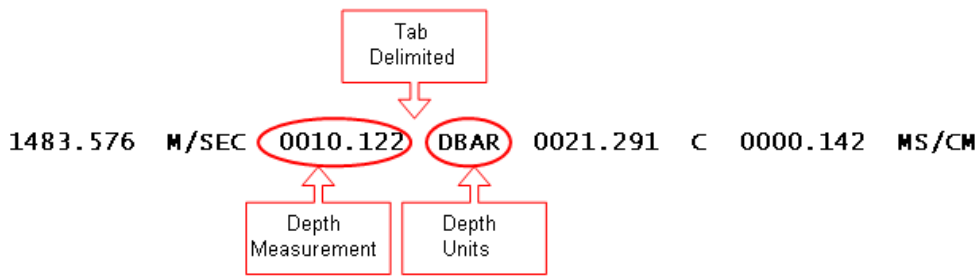 Tab
Delimited
1483.576 M/SEC 0010.122 DBAR 0021.291 C 0000.142 MS/CM
Depth
Measurement
Depth
Units